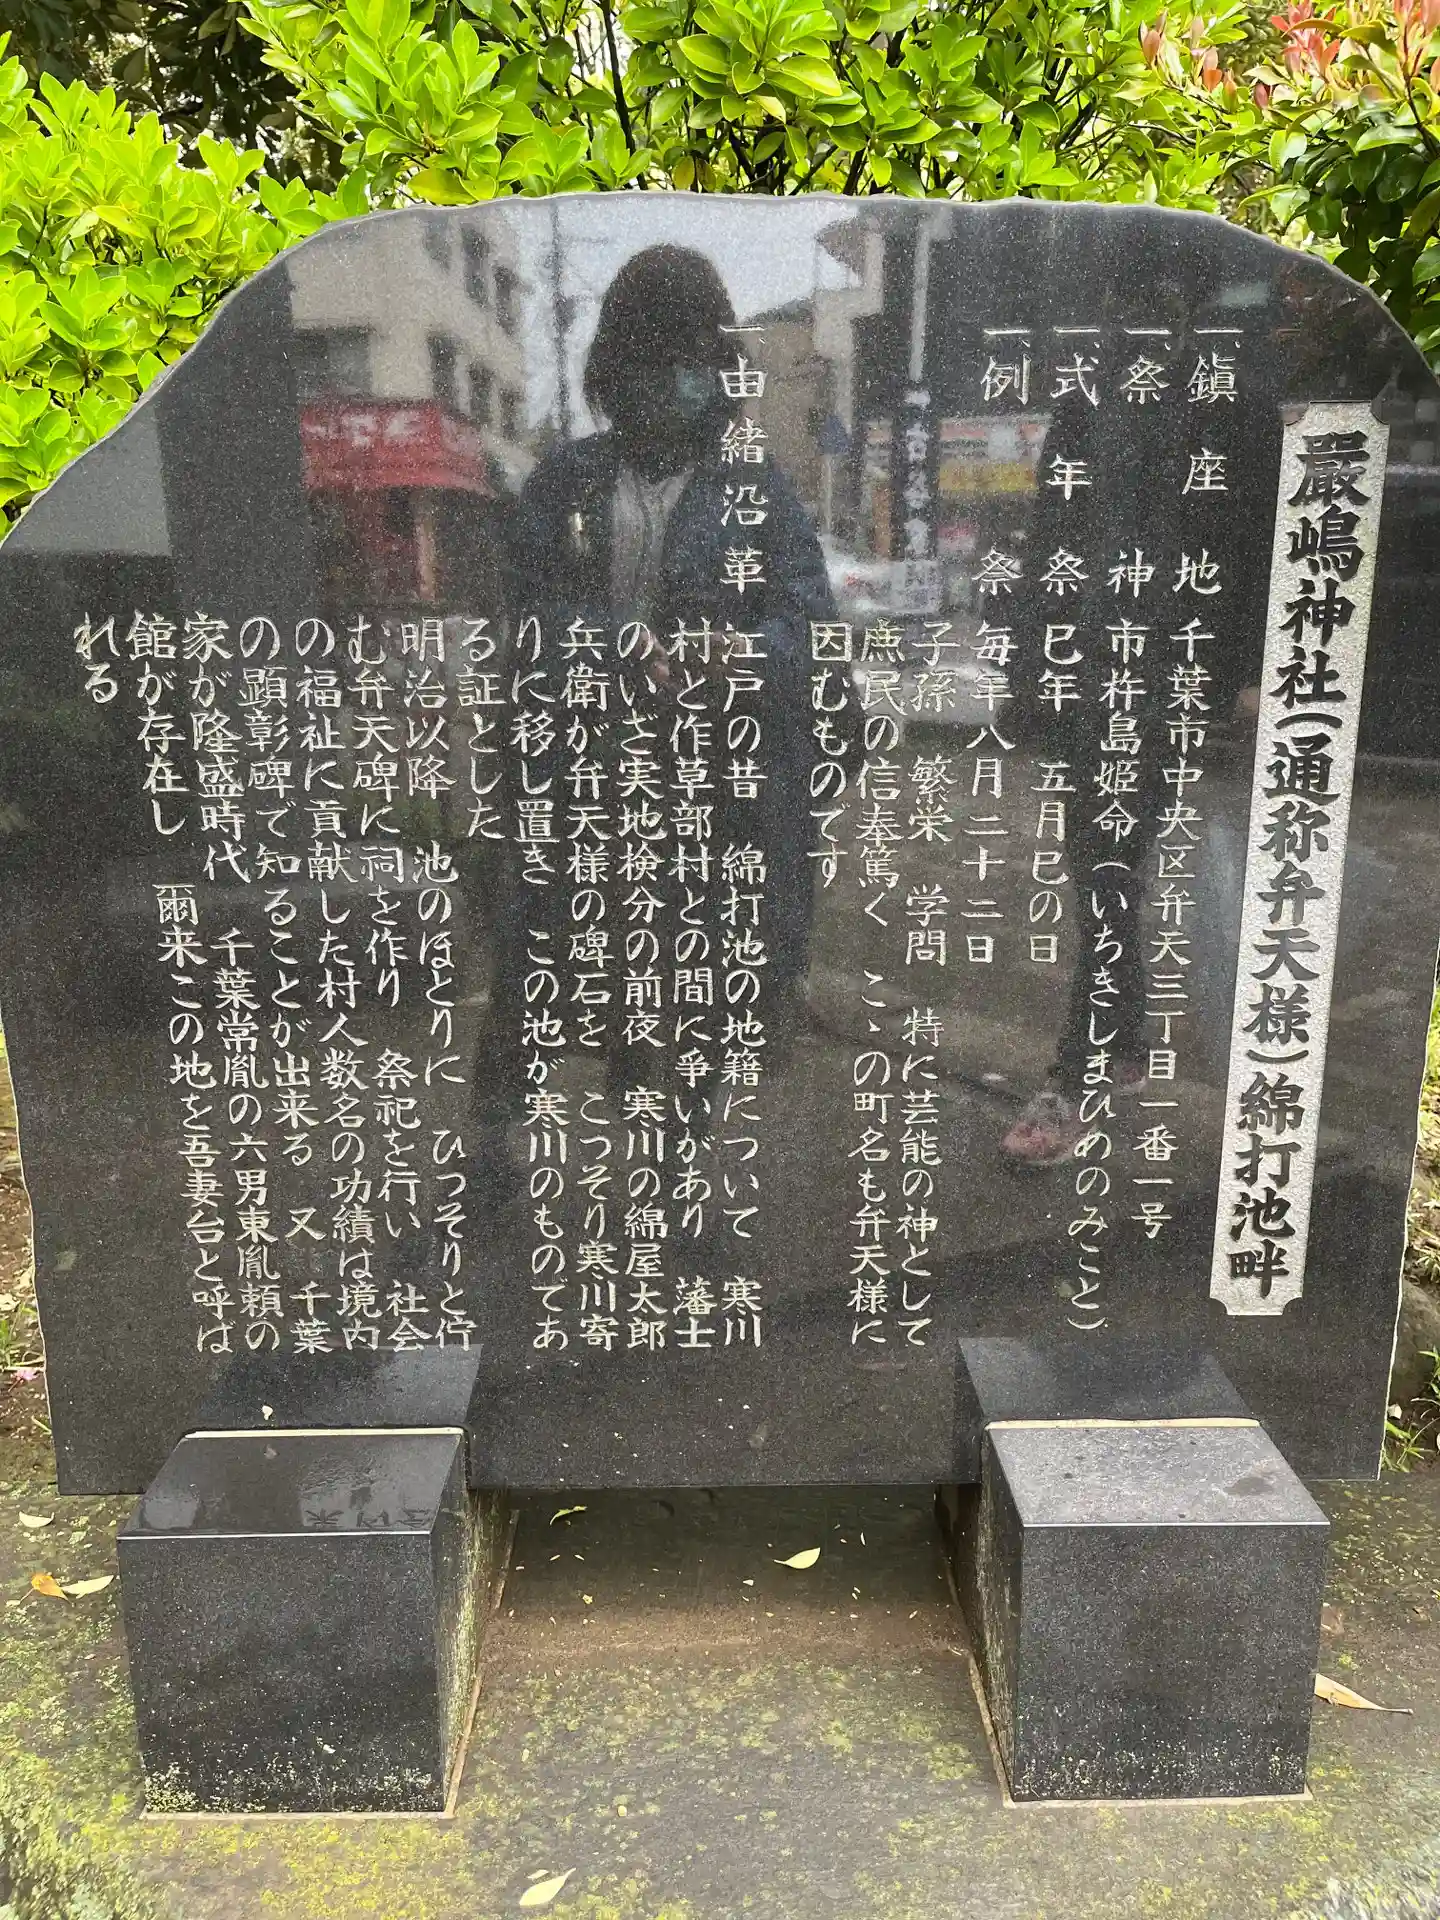 嚴嶋神社(通称弁天様)綿打池畔
一、鎭座地 千葉市中央区弁天三丁目一番一号
一、祭神 市杵島姫命(いちきしまひめのみこと)
一、式年祭 巳年 五月巳の日
一、例祭 毎年八月二十二日
子孫 繁栄 学問 特に芸能の神として
庶民の信奉篤く こゝの町名も弁天様に
因むものです
一、由緒沿革 江戸の昔 綿打池の地籍について 寒川
村と作草部村との間に争いがあり 藩士
のいざ実地検分の前夜 寒川の綿屋太郎
兵衛が弁天様の碑石を こっそり寒川寄
りに移し置き この池が寒川のものであ
る証とした
明治以降 池のほとりに ひっそりと佇
む弁天碑に祠を作り 祭祀を行い 社会
の福祉に貢献した村人数名の功績は境内
の顕彰碑で知ることが出来る 又 千葉
家が隆盛時代 千葉常胤の六男東胤頼の
館が存在し 爾来この地を吾妻台と呼ば
れる